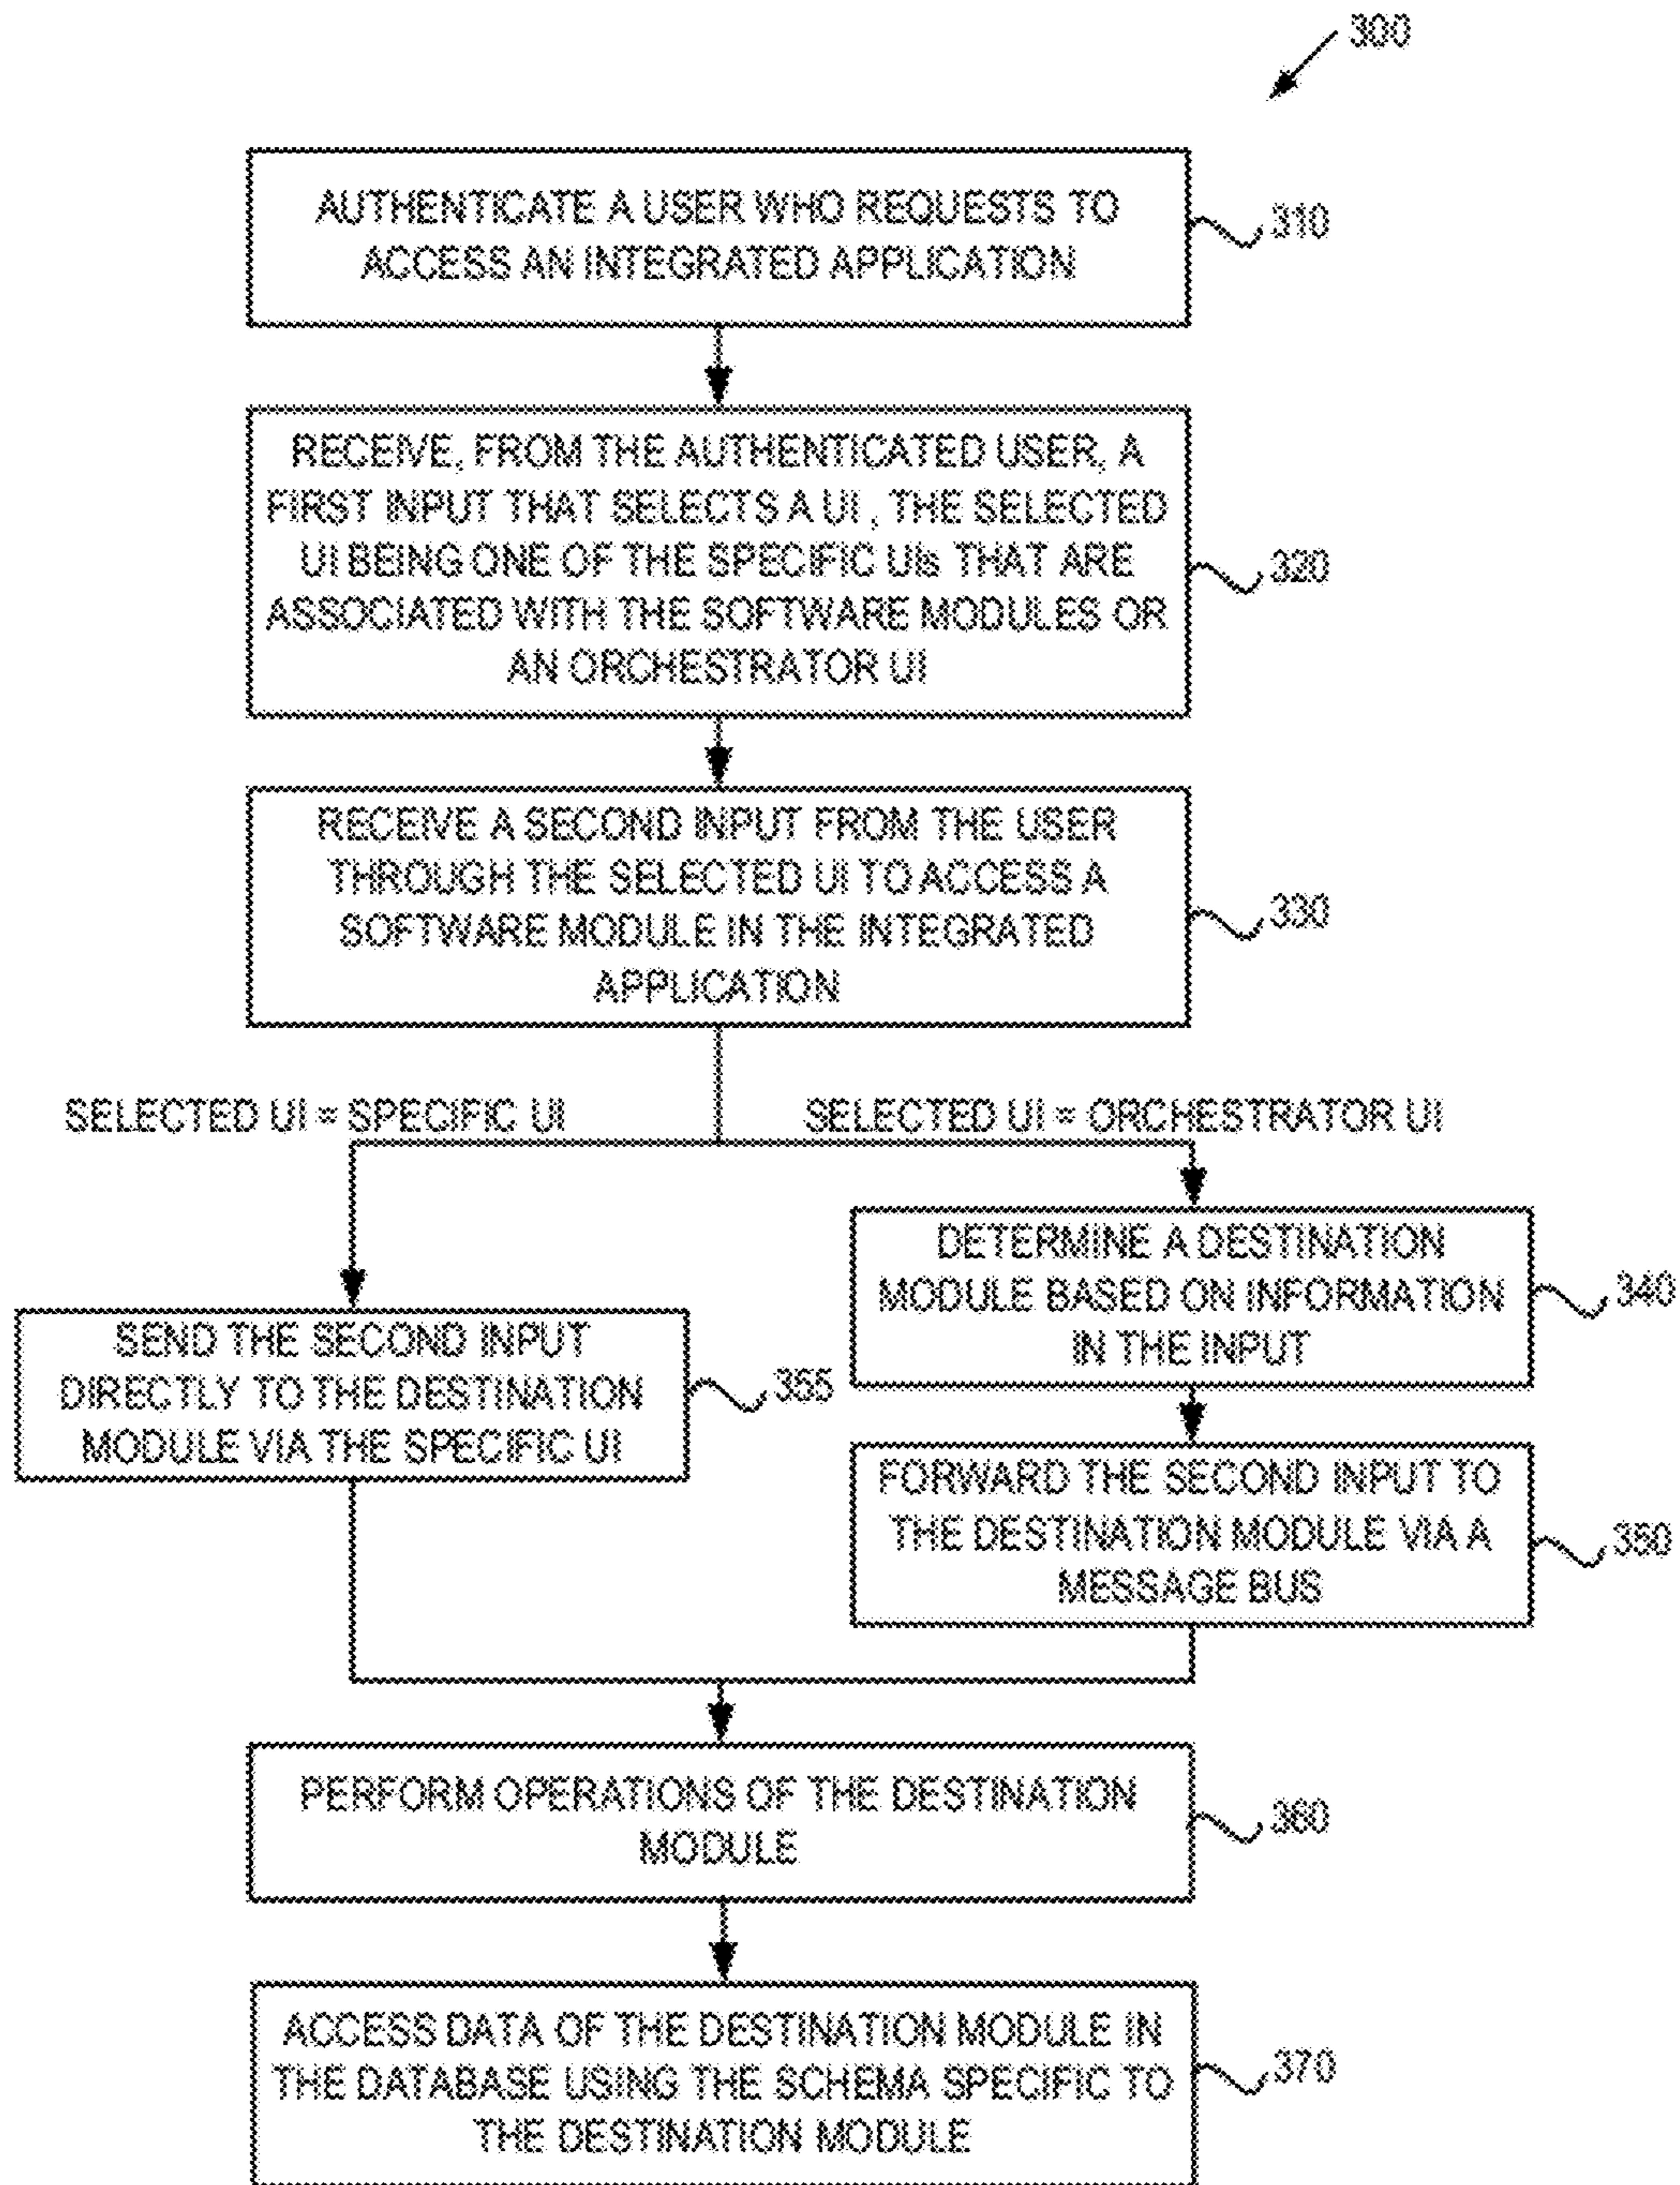 300
AUTHENTICATE A USER WHO REQUESTS TO
ACCESS AN INTEGRATED APPLICATION
310
RECEIVE, FROM THE AUTHENTICATED USER, A
FIRST INPUT THAT SELECTS A UI , THE SELECTED
UI BEING ONE OF THE SPECIFIC UIs THAT ARE
ASSOCIATED WITH THE SOFTWARE MODULES OR
AN ORCHESTRATOR UI
320
RECEIVE A SECOND INPUT FROM THE USER
THROUGH THE SELECTED UI TO ACCESS A
SOFTWARE MODULE IN THE INTEGRATED
APPLICATION
330
SELECTED UI = SPECIFIC UI
SELECTED UI = ORCHESTRATOR UI
DETERMINE A DESTINATION
MODULE BASED ON INFORMATION
IN THE INPUT
340
SEND THE SECOND INPUT
DIRECTLY TO THE DESTINATION
MODULE VIA THE SPECIFIC UI
355
FORWARD THE SECOND INPUT TO
THE DESTINATION MODULE VIA A
MESSAGE BUS
350
PERFORM OPERATIONS OF THE DESTINATION
MODULE
360
ACCESS DATA OF THE DESTINATION MODULE IN
THE DATABASE USING THE SCHEMA SPECIFIC TO
THE DESTINATION MODULE
370